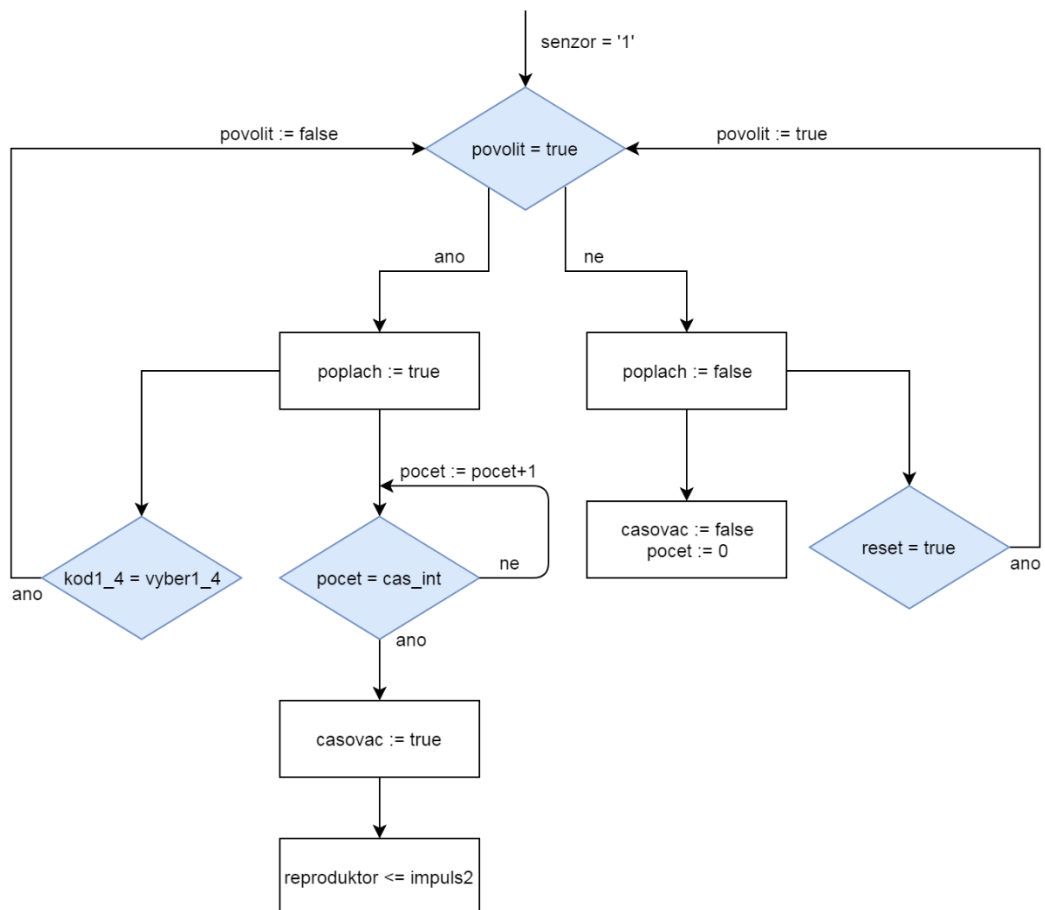 senzor = '1'
povolit := false
povolit = true
povolit := true
ano
ne
poplach := true
poplach := false
pocet := pocet+1
kod1_4 = vyber1_4
ano
pocet = cas_int
ne
ano
casovac := false
pocet := 0
reset = true
ano
casovac := true
reproduktor <= impuls2